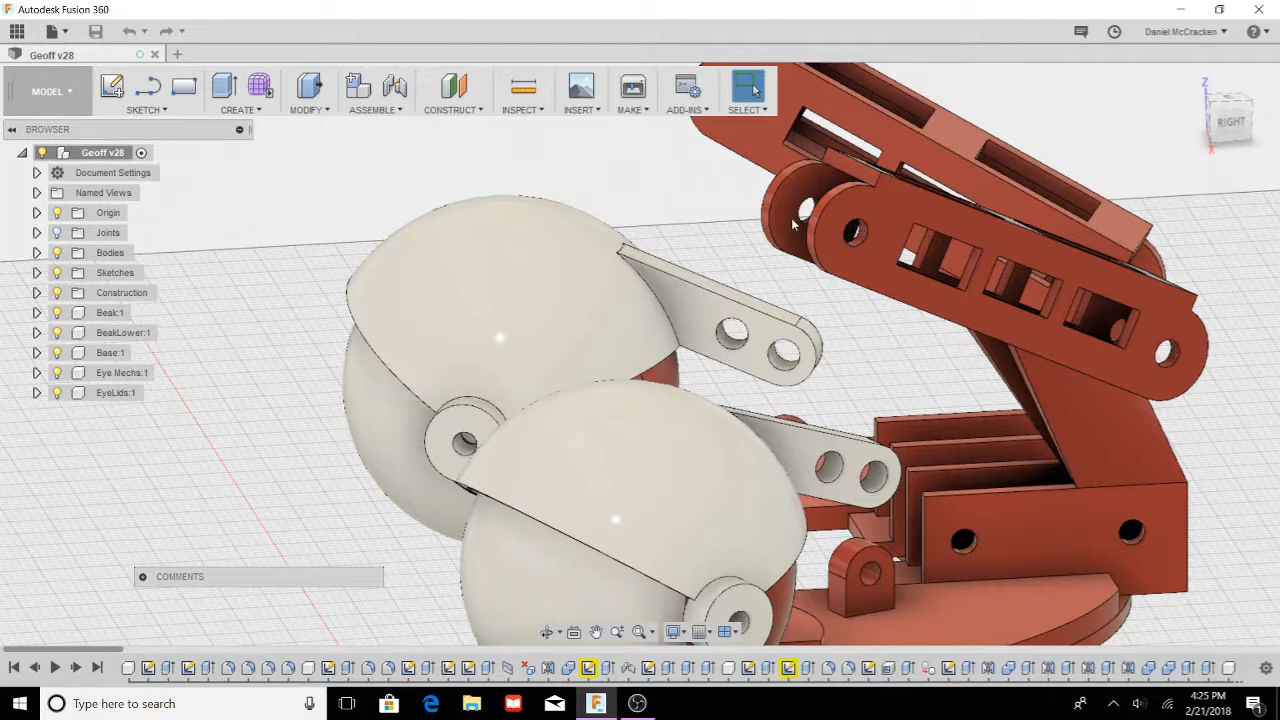 Autodesk Fusion 360
Daniel McCracken
Geoff v28
MODEL
SKETCH
CREATE
MODIFY
ASSEMBLE
CONSTRUCT
INSPECT
INSERT
MAKE
ADD-INS
SELECT
BROWSER
Geoff v28
Document Settings
Named Views
Origin
Joints
Bodies
Sketches
Construction
Beak:1
BeakLower:1
Base:1
Eye Mechs:1
EyeLids:1
Z
RIGHT
X
COMMENTS
Type here to search
4:25 PM
2/21/2018
1